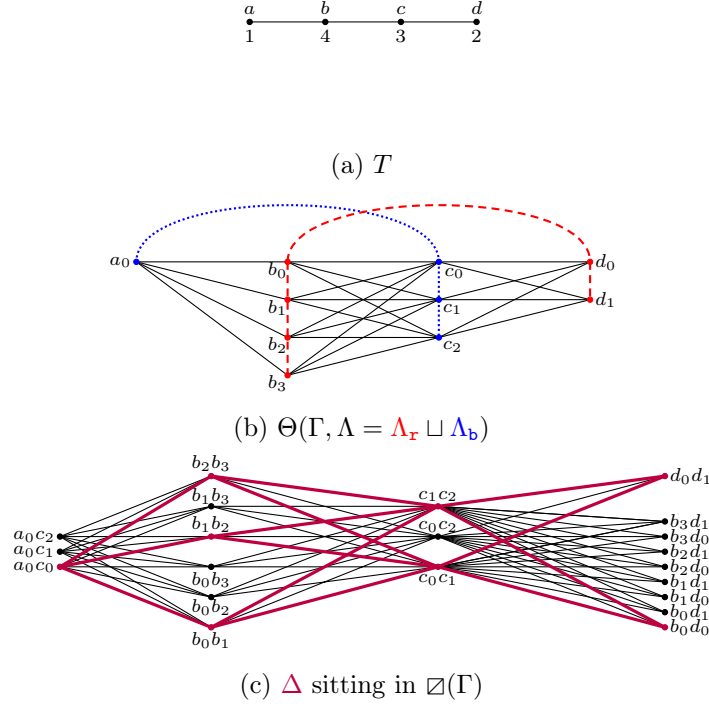 a b c d
1 4 3 2
(a) T
a₀ b₀ c₀ d₀
b₁ c₁ d₁
b₂ c₂
b₃
(b) Θ(Γ, Λ = Λ_r ⊔ Λ_b)
b₂b₃ d₀d₁
b₁b₃ c₁c₂
b₃d₁
a₀c₂ b₁b₂ c₀c₂ b₃d₀
a₀c₁ b₂d₁
a₀c₀ b₀b₃ c₀c₁ b₂d₀
b₁d₁
b₀b₂ b₁d₀
b₀d₁
b₀b₁ b₀d₀
(c) Δ sitting in ⧄(Γ)